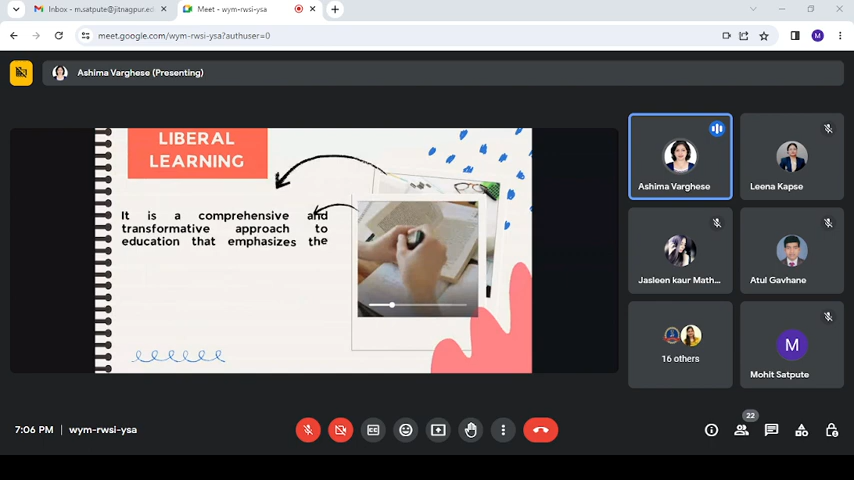 Inbox - m.satpute@jitnagpur.ed
Meet - wym-rwsi-ysa
meet.google.com/wym-rwsi-ysa?authuser=0
M
Ashima Varghese (Presenting)
LIBERAL
LEARNING
It is a comprehensive and
transformative approach to
education that emphasizes the
Ashima Varghese
Leena Kapse
Jasleen kaur Math...
Atul Gavhane
16 others
M
Mohit Satpute
7:06 PM | wym-rwsi-ysa
CC
22